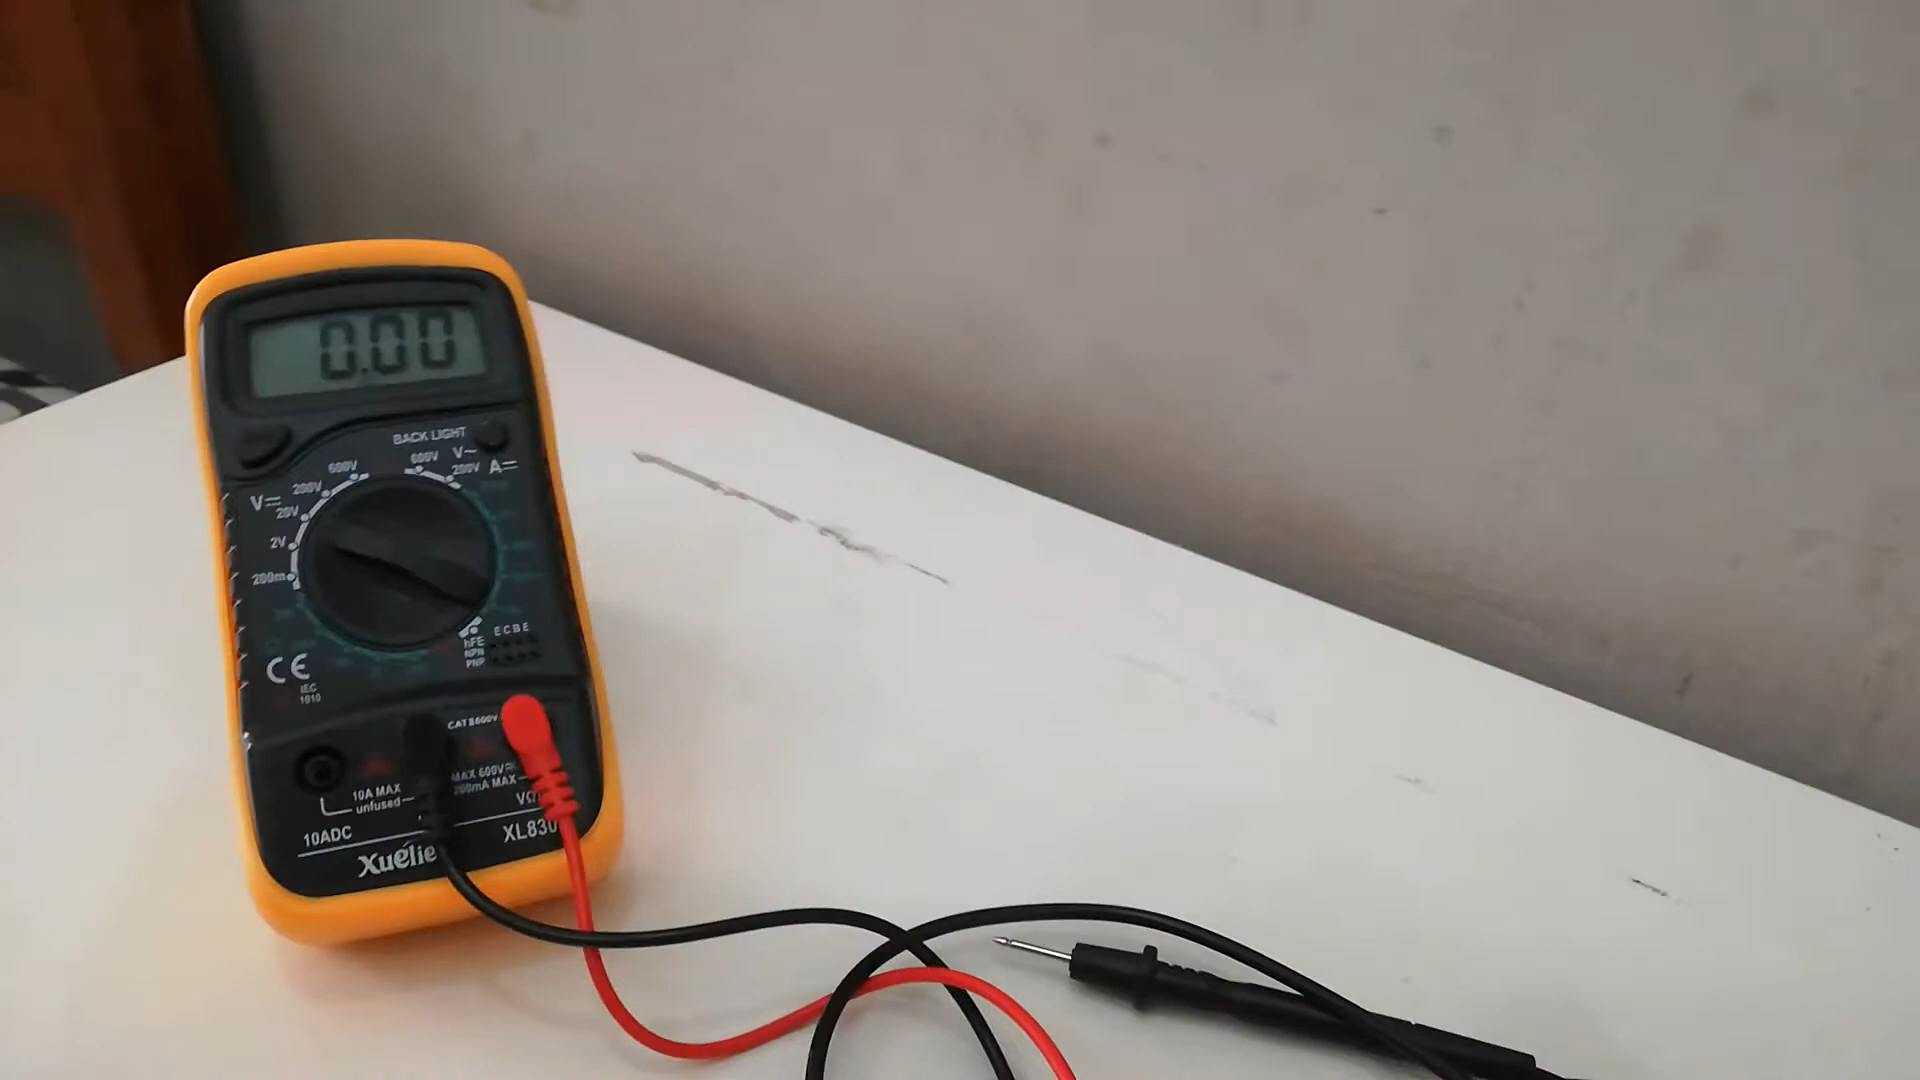 0.00
BACK LIGHT
600V
600V
V~
200V
200V
A=
V=
20V
2V
200m
E C B E
hFE
NPN
PNP
CE
IEC
1010
CAT II 600V
10A MAX
unfused
MAX 600V
200mA MAX
10ADC
XL830
Xuélie